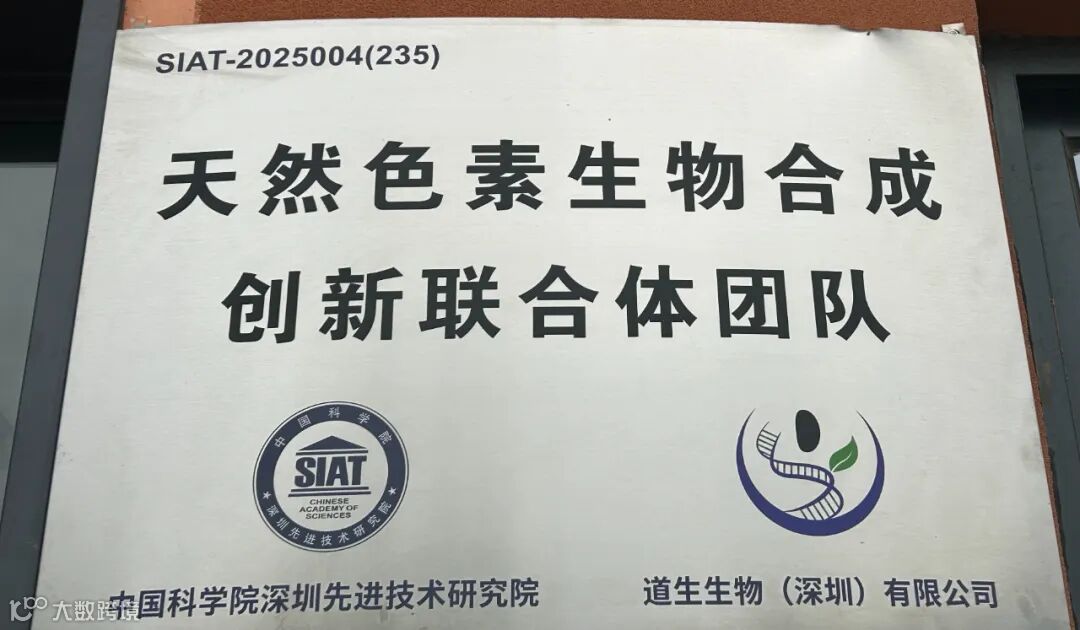 SIAT-2025004(235)
天然色素生物合成
创新联合体团队
中国科学院
SIAT
CHINESE
ACADEMY OF
SCIENCES
深圳先进技术研究院
中国科学院深圳先进技术研究院
道生生物（深圳）有限公司
大数跨境